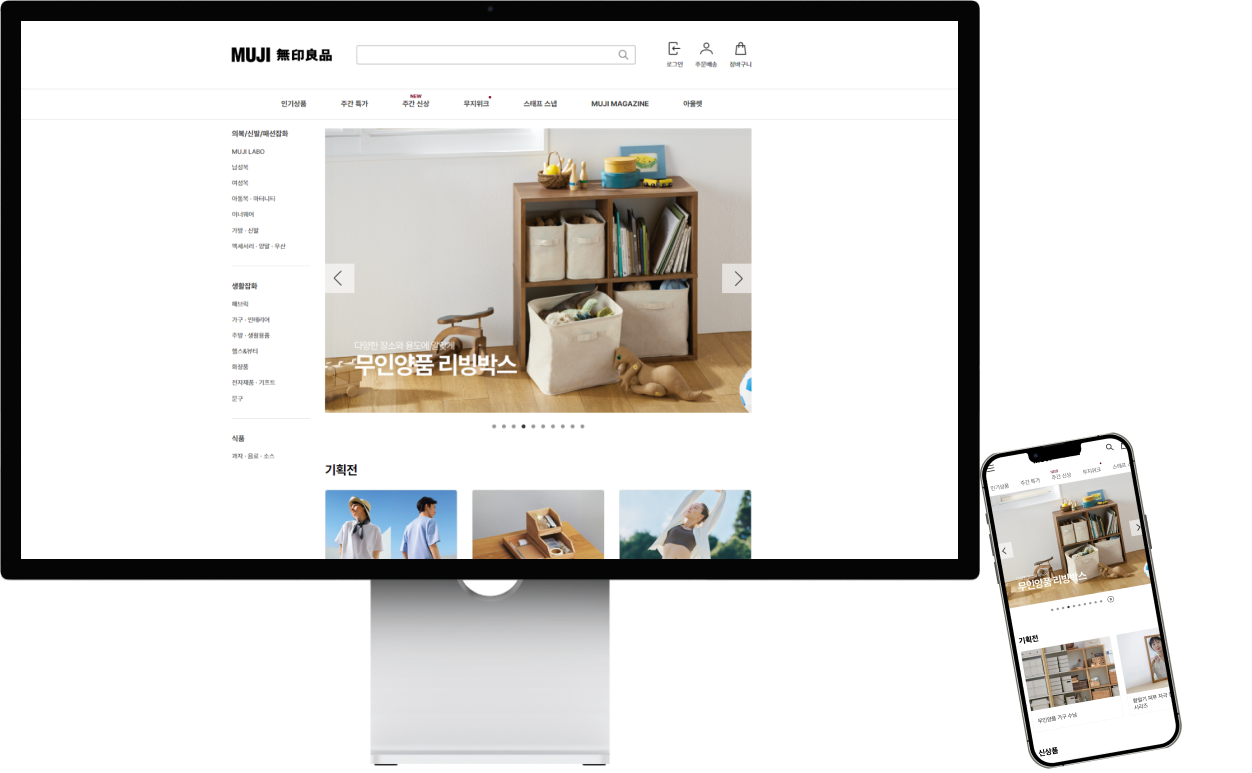 MUJI 無印良品
로그인 주문배송 장바구니
인기상품 주간 특가 NEW 주간 신상 무지위크 스태프 스냅 MUJI MAGAZINE 아울렛
의복/신발/패션잡화
MUJI LABO
남성복
여성복
아동복 · 마터니티
이너웨어
가방 · 신발
액세서리 · 양말 · 우산
생활잡화
패브릭
가구 · 인테리어
주방 · 생활용품
헬스&뷰티
화장품
전자제품 · 기프트
문구
식품
과자 · 음료 · 소스
다양한 장소와 용도에 알맞게
무인양품 리빙박스
기획전
인기상품 주간 특가 NEW 주간 신상 무지위크 스태프
무인양품 리빙박스
기획전
무인양품 가구 수납
시리즈
신상품